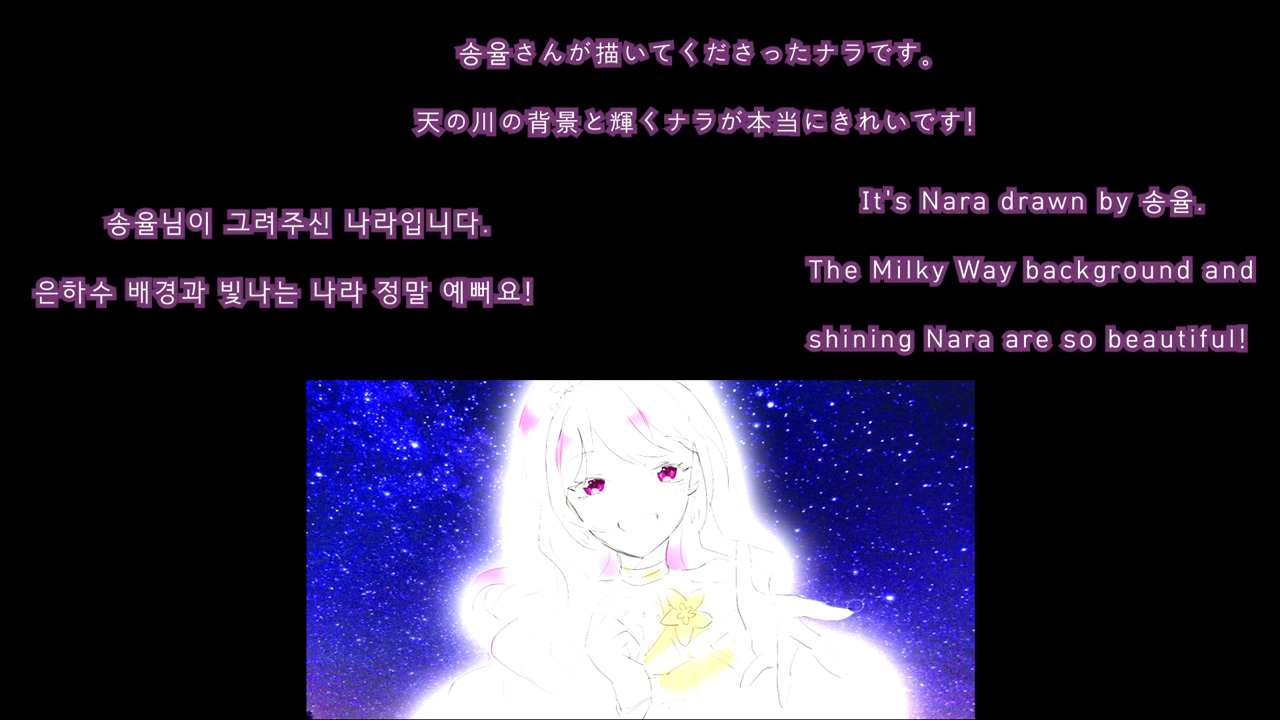 송율さんが描いてくださったナラです。
天の川の背景と輝くナラが本当にきれいです!
송율님이 그려주신 나라입니다.
은하수 배경과 빛나는 나라 정말 예뻐요!
It's Nara drawn by 송율.
The Milky Way background and
shining Nara are so beautiful!